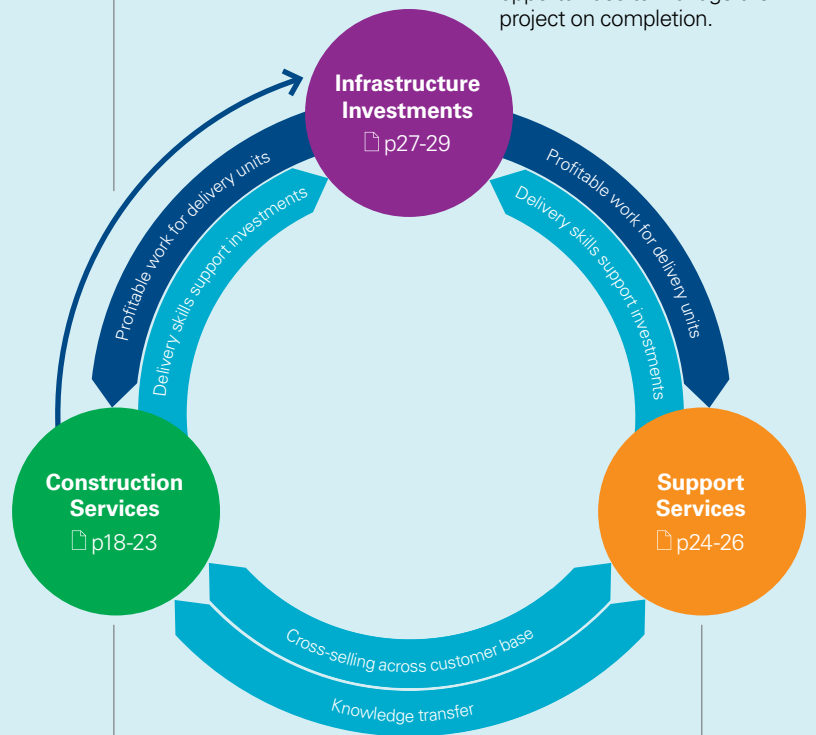 project on completion.
Infrastructure
Investments
p27-29
Profitable work for delivery units
Delivery skills support investments
Profitable work for delivery units
Delivery skills support investments
Construction
Services
p18-23
Support
Services
p24-26
Cross-selling across customer base
Knowledge transfer